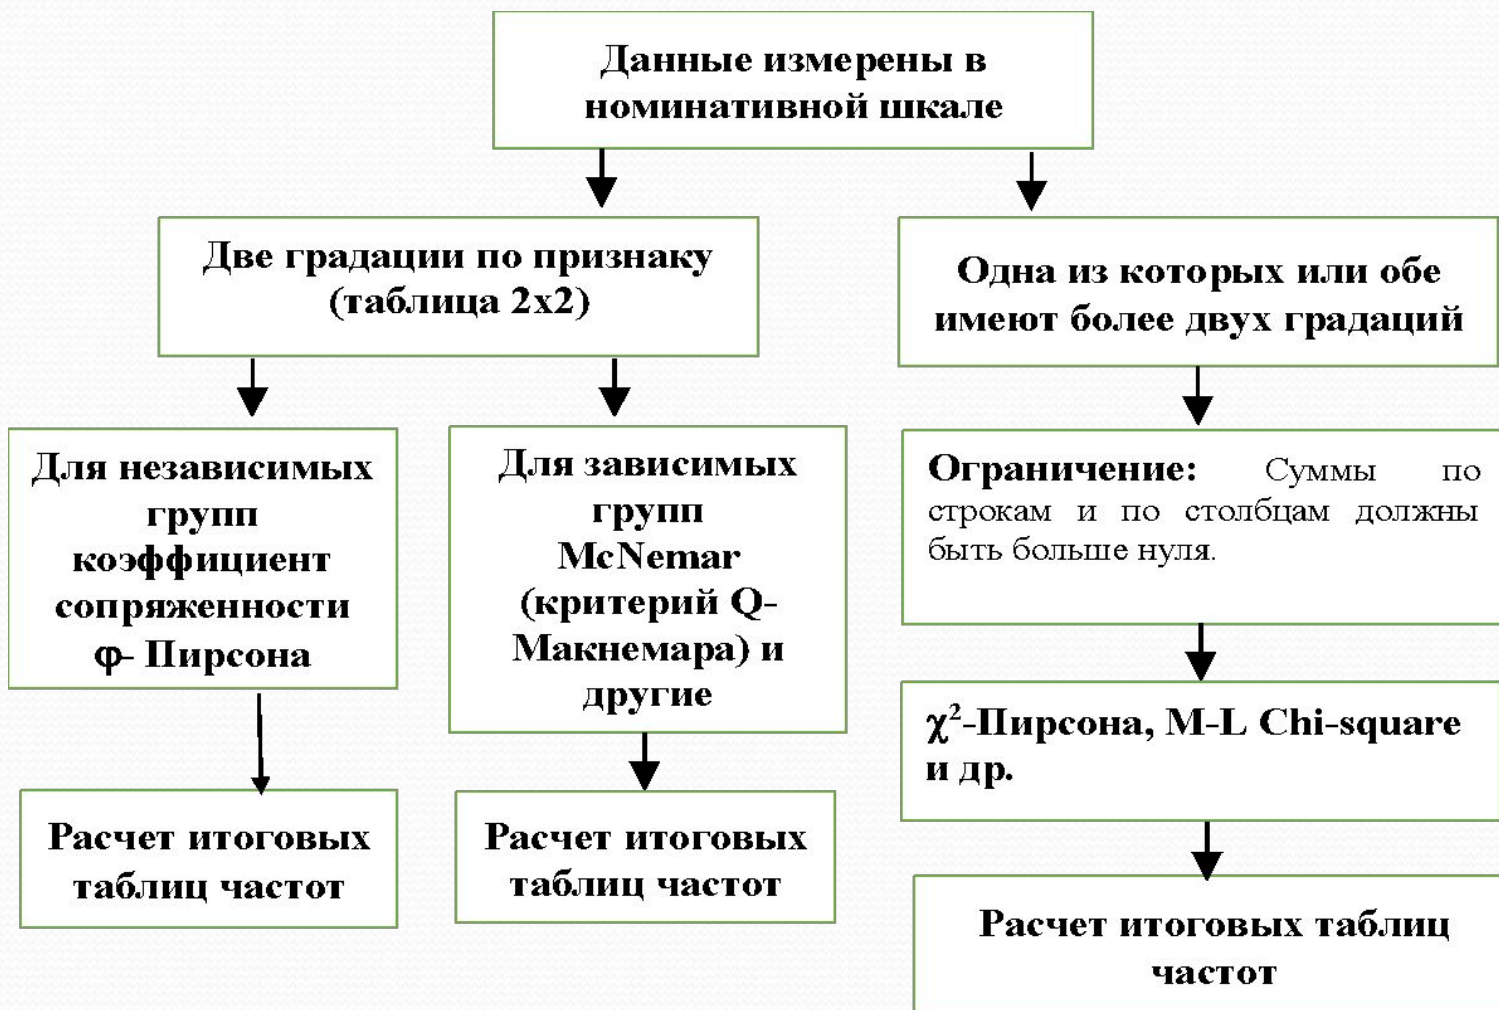 Данные измерены в
номинативной шкале
Две градации по признаку
(таблица 2х2)
Одна из которых или обе
имеют более двух градаций
Для независимых
групп
коэффициент
сопряженности
φ- Пирсона
Для зависимых
групп
McNemar
(критерий Q-
Макнемара) и
другие
Ограничение: Суммы по
строкам и по столбцам должны
быть больше нуля.
χ²-Пирсона, M-L Chi-square
и др.
Расчет итоговых
таблиц частот
Расчет итоговых
таблиц частот
Расчет итоговых таблиц
частот